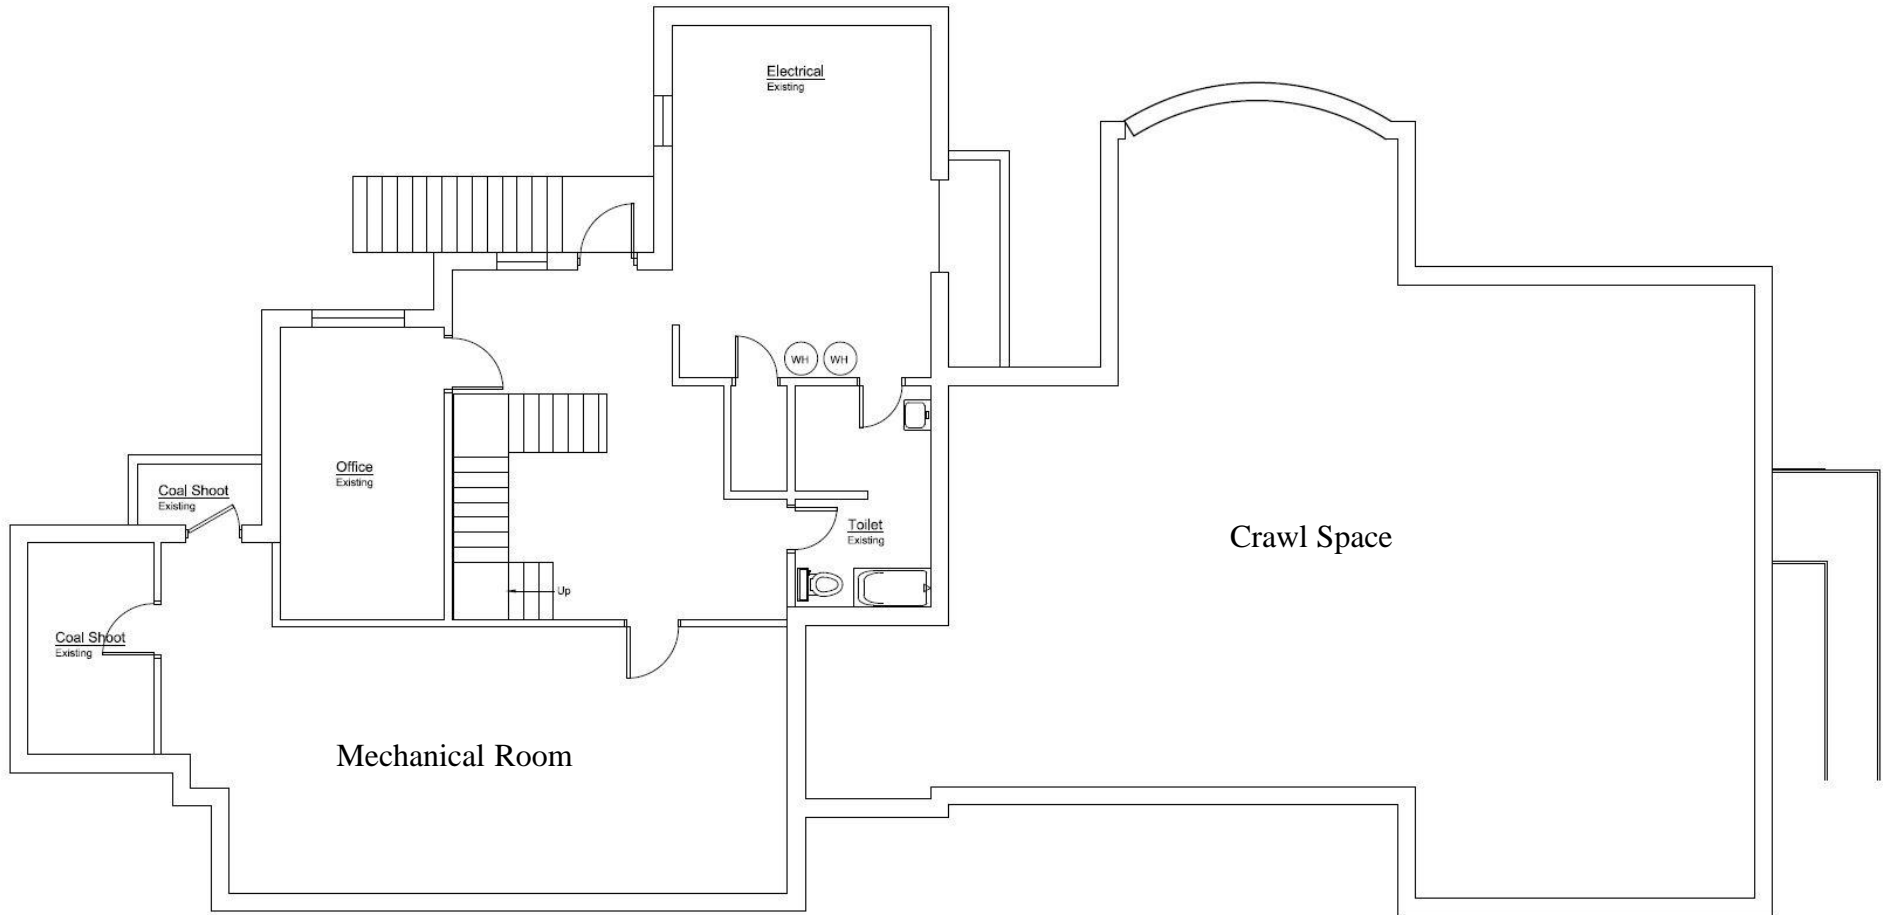 Electrical
Existing
WH WH
Office
Existing
Coal Shoot
Existing
Toilet
Existing
Crawl Space
Up
Coal Shoot
Existing
Mechanical Room